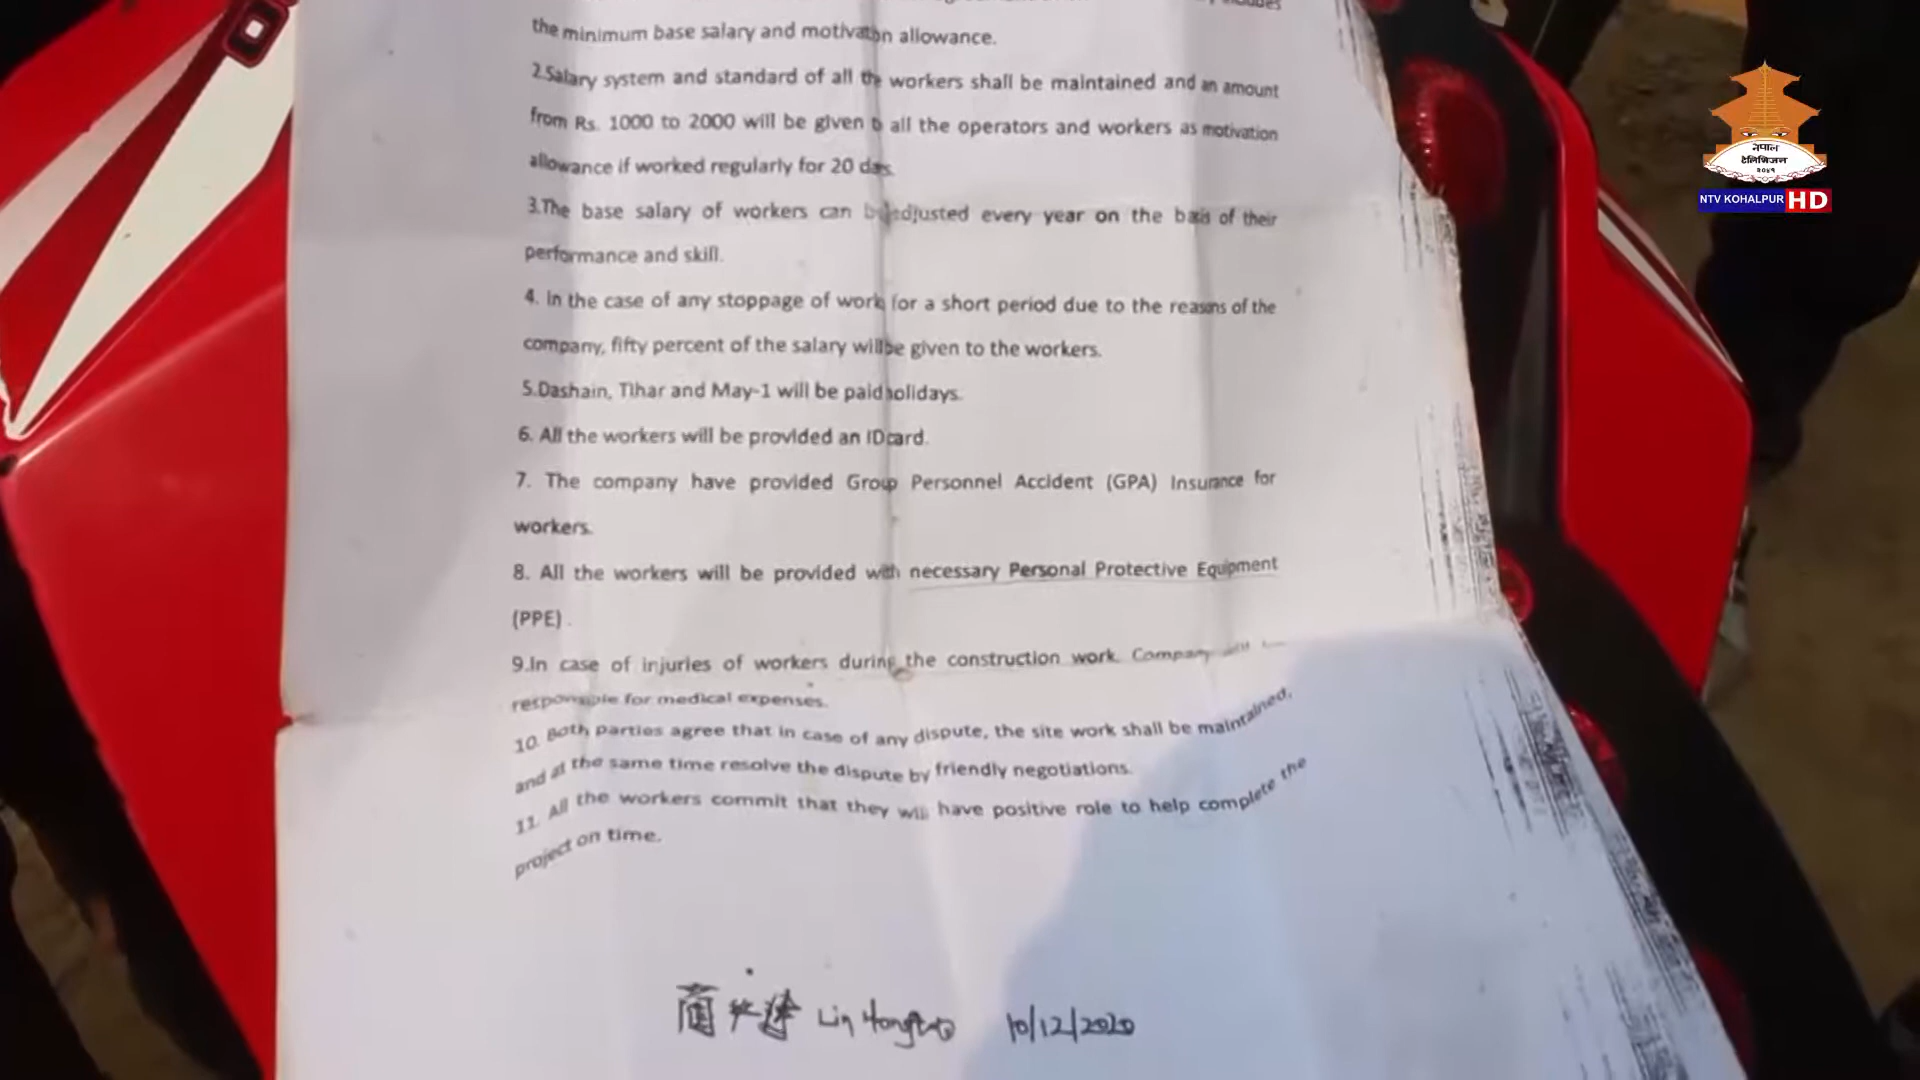 the minimum base salary and motivation allowance.
2.Salary system and standard of all the workers shall be maintained and an amount
from Rs. 1000 to 2000 will be given to all the operators and workers as motivation
allowance if worked regularly for 20 days.
3.The base salary of workers can be adjusted every year on the basis of their
performance and skill.
4. In the case of any stoppage of work for a short period due to the reasons of the
company, fifty percent of the salary will be given to the workers.
5.Dashain, Tihar and May-1 will be paid holidays.
6. All the workers will be provided an ID card.
7. The company have provided Group Personnel Accident (GPA) Insurance for
workers.
8. All the workers will be provided with necessary Personal Protective Equipment
(PPE) .
9.In case of injuries of workers during the construction work. Company will
responsible for medical expenses.
10. Both parties agree that in case of any dispute, the site work shall be maintained,
and at the same time resolve the dispute by friendly negotiations.
11. All the workers commit that they will have positive role to help complete the
project on time.
Lin 10/12/2020
नेपाल
टेलिभिजन
२०४१
NTV KOHALPUR HD